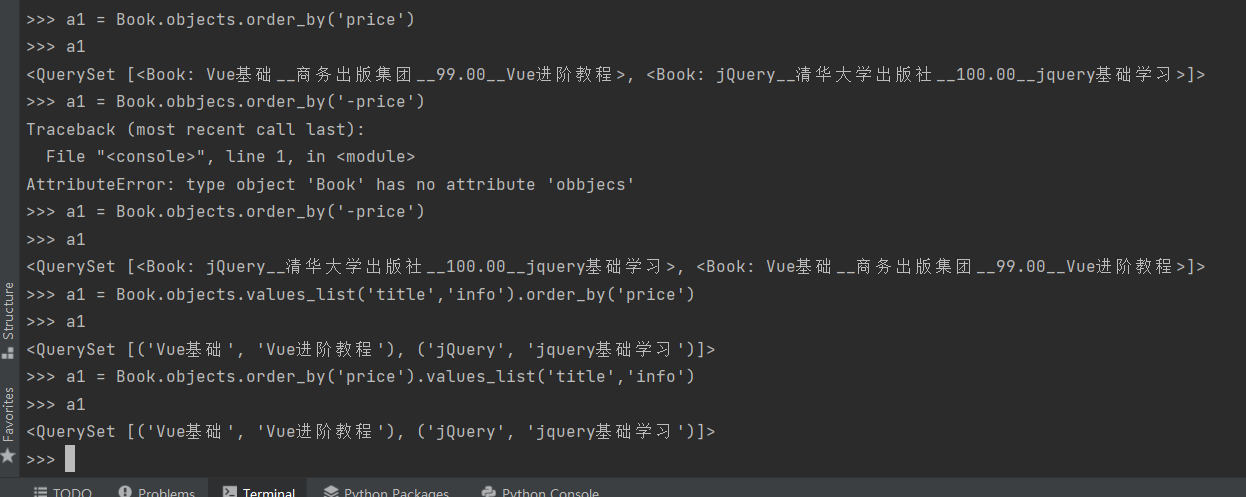 >>> a1 = Book.objects.order_by('price')
>>> a1
<QuerySet [<Book: Vue基础__商务出版集团__99.00__Vue进阶教程>, <Book: jQuery__清华大学出版社__100.00__jquery基础学习>]>
>>> a1 = Book.obbjecs.order_by('-price')
Traceback (most recent call last):
  File "<console>", line 1, in <module>
AttributeError: type object 'Book' has no attribute 'obbjecs'
>>> a1 = Book.objects.order_by('-price')
>>> a1
<QuerySet [<Book: jQuery__清华大学出版社__100.00__jquery基础学习>, <Book: Vue基础__商务出版集团__99.00__Vue进阶教程>]>
>>> a1 = Book.objects.values_list('title','info').order_by('price')
>>> a1
<QuerySet [('Vue基础', 'Vue进阶教程'), ('jQuery', 'jquery基础学习')]>
>>> a1 = Book.objects.order_by('price').values_list('title','info')
>>> a1
<QuerySet [('Vue基础', 'Vue进阶教程'), ('jQuery', 'jquery基础学习')]>
>>>
Structure
Favorites
TODO Problems Terminal Python Packages Python Console